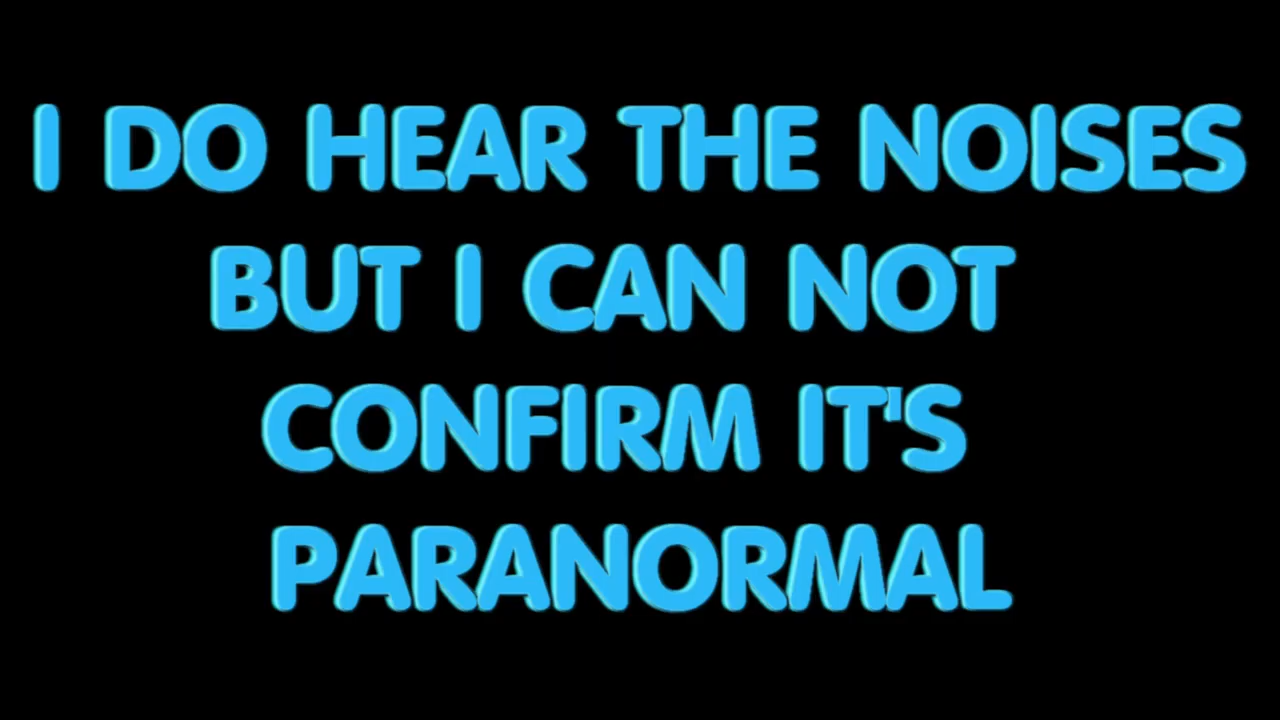 I DO HEAR THE NOISES
BUT I CAN NOT
CONFIRM IT'S
PARANORMAL